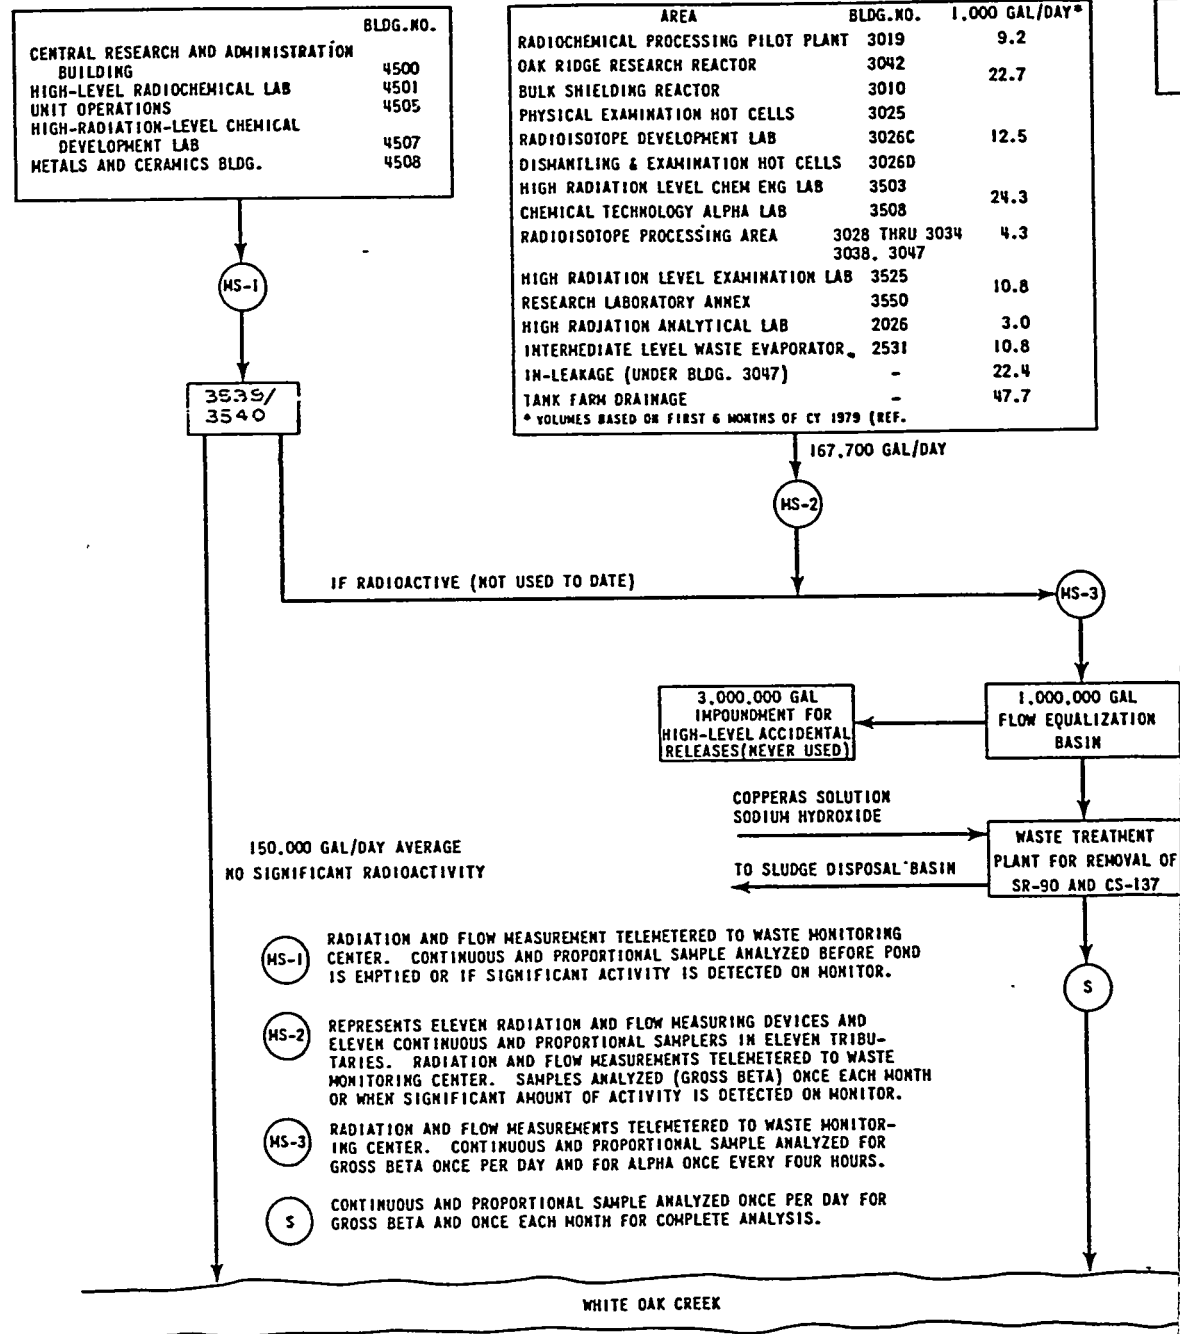 BLDG.NO.
CENTRAL RESEARCH AND ADMINISTRATION
BUILDING 4500
HIGH-LEVEL RADIOCHEMICAL LAB 4501
UNIT OPERATIONS 4505
HIGH-RADIATION-LEVEL CHEMICAL
DEVELOPMENT LAB 4507
METALS AND CERAMICS BLDG. 4508
AREA BLDG.NO. 1,000 GAL/DAY*
RADIOCHEMICAL PROCESSING PILOT PLANT 3019 9.2
OAK RIDGE RESEARCH REACTOR 3042
22.7
BULK SHIELDING REACTOR 3010
PHYSICAL EXAMINATION HOT CELLS 3025
RADIOISOTOPE DEVELOPMENT LAB 3026C 12.5
DISMANTLING & EXAMINATION HOT CELLS 3026D
HIGH RADIATION LEVEL CHEM ENG LAB 3503
24.3
CHEMICAL TECHNOLOGY ALPHA LAB 3508
RADIOISOTOPE PROCESSING AREA 3028 THRU 3034 4.3
3038, 3047
HIGH RADIATION LEVEL EXAMINATION LAB 3525
10.8
RESEARCH LABORATORY ANNEX 3550
HIGH RADIATION ANALYTICAL LAB 2026 3.0
INTERMEDIATE LEVEL WASTE EVAPORATOR. 2531 10.8
IN-LEAKAGE (UNDER BLDG. 3047) - 22.4
TANK FARM DRAINAGE - 47.7
* VOLUMES BASED ON FIRST 6 MONTHS OF CY 1979 (REF.
MS-1
3539/
3540
167,700 GAL/DAY
MS-2
IF RADIOACTIVE (NOT USED TO DATE)
MS-3
3,000,000 GAL
IMPOUNDMENT FOR
HIGH-LEVEL ACCIDENTAL
RELEASES(NEVER USED)
1,000,000 GAL
FLOW EQUALIZATION
BASIN
COPPERAS SOLUTION
SODIUM HYDROXIDE
WASTE TREATMENT
PLANT FOR REMOVAL OF
SR-90 AND CS-137
TO SLUDGE DISPOSAL BASIN
150,000 GAL/DAY AVERAGE
NO SIGNIFICANT RADIOACTIVITY
S
MS-1 RADIATION AND FLOW MEASUREMENT TELEMETERED TO WASTE MONITORING
CENTER. CONTINUOUS AND PROPORTIONAL SAMPLE ANALYZED BEFORE POND
IS EMPTIED OR IF SIGNIFICANT ACTIVITY IS DETECTED ON MONITOR.
MS-2 REPRESENTS ELEVEN RADIATION AND FLOW MEASURING DEVICES AND
ELEVEN CONTINUOUS AND PROPORTIONAL SAMPLERS IN ELEVEN TRIBU-
TARIES. RADIATION AND FLOW MEASUREMENTS TELEMETERED TO WASTE
MONITORING CENTER. SAMPLES ANALYZED (GROSS BETA) ONCE EACH MONTH
OR WHEN SIGNIFICANT AMOUNT OF ACTIVITY IS DETECTED ON MONITOR.
MS-3 RADIATION AND FLOW MEASUREMENTS TELEMETERED TO WASTE MONITOR-
ING CENTER. CONTINUOUS AND PROPORTIONAL SAMPLE ANALYZED FOR
GROSS BETA ONCE PER DAY AND FOR ALPHA ONCE EVERY FOUR HOURS.
S CONTINUOUS AND PROPORTIONAL SAMPLE ANALYZED ONCE PER DAY FOR
GROSS BETA AND ONCE EACH MONTH FOR COMPLETE ANALYSIS.
WHITE OAK CREEK